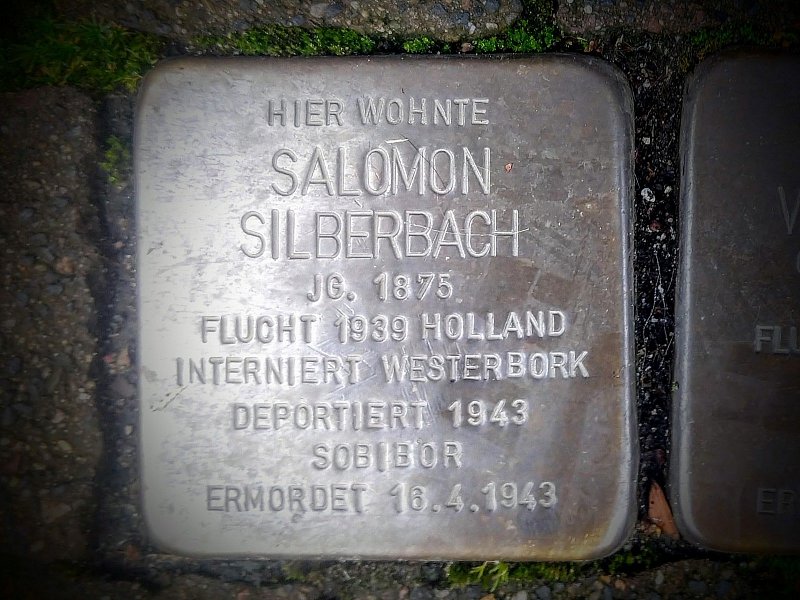 HIER WOHNTE
SALOMON
SILBERBACH
JG. 1875
FLUCHT 1939 HOLLAND
INTERNIERT WESTERBORK
DEPORTIERT 1943
SOBIBOR
ERMORDET 16.4.1943